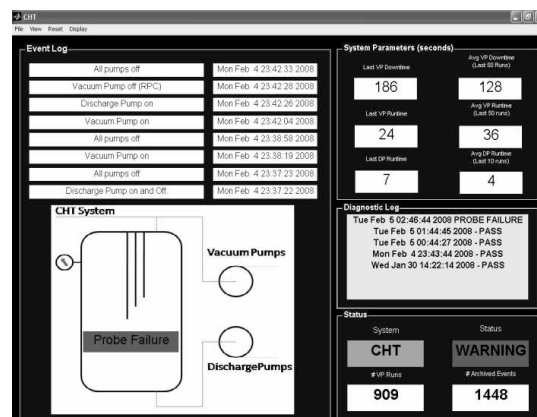 CHT
File View Reset Display
Event Log
All pumps off Mon Feb 4 23:42:33 2008
Vacuum Pump off (RPC) Mon Feb 4 23:42:28 2008
Discharge Pump on Mon Feb 4 23:42:26 2008
Vacuum Pump on Mon Feb 4 23:42:04 2008
All pumps off Mon Feb 4 23:38:58 2008
Vacuum Pump on Mon Feb 4 23:38:19 2008
All pumps off Mon Feb 4 23:37:23 2008
Discharge Pump on and Off Mon Feb 4 23:37:22 2008
CHT System
Vacuum Pumps
Probe Failure
DischargePumps
System Parameters (seconds)
Last VP Downtime
Avg VP Downtime
(Last 50 Runs)
186 128
Last VP Runtime
Avg VP Runtime
(Last 50 runs)
24 36
Last DP Runtime
Avg DP Runtime
(Last 10 runs)
7 4
Diagnostic Log
Tue Feb 5 02:46:44 2008 PROBE FAILURE
Tue Feb 5 01:44:45 2008 - PASS
Tue Feb 5 00:44:27 2008 - PASS
Mon Feb 4 23:43:44 2008 - PASS
Wed Jan 30 14:22:14 2008 - PASS
Status
System Status
CHT WARNING
# VP Runs # Archived Events
909 1448